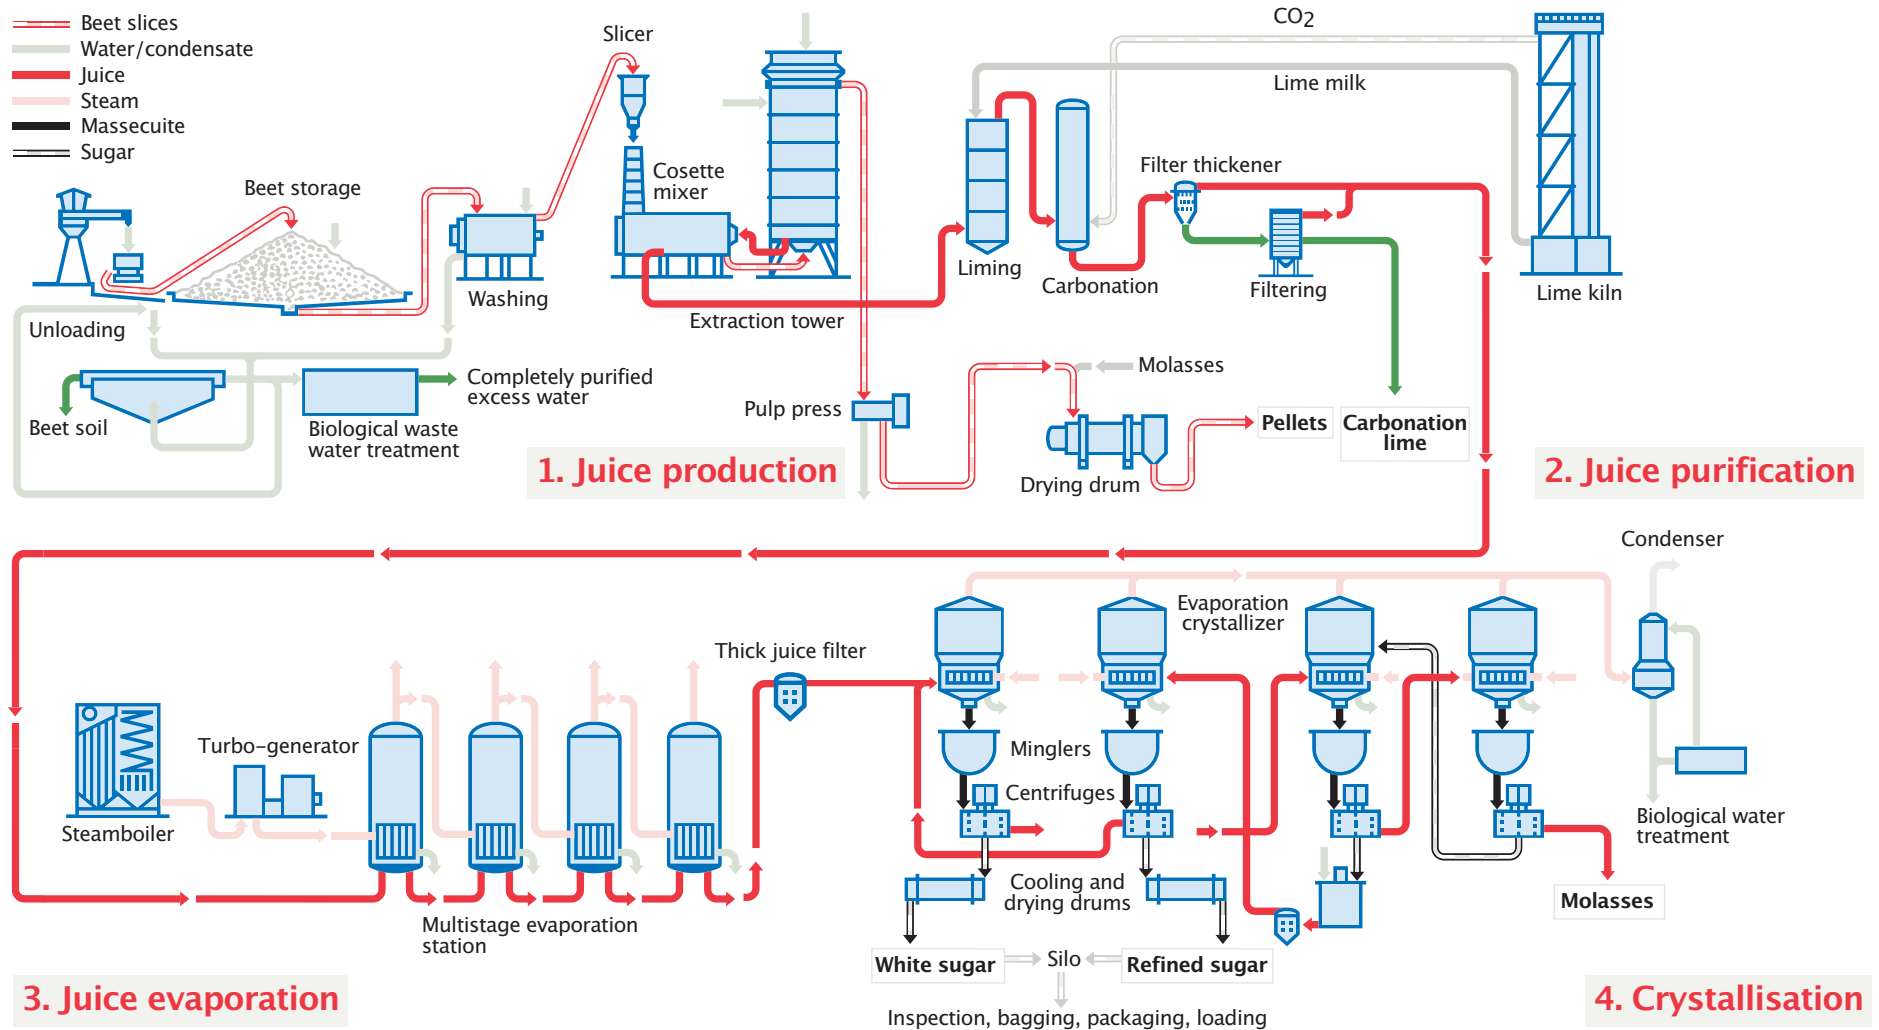 Beet slices
Water/condensate
Juice
Steam
Massecuite
Sugar
Slicer
CO2
Lime milk
Beet storage
Cosette
mixer
Filter thickener
Unloading
Washing
Extraction tower
Liming
Carbonation
Filtering
Lime kiln
Beet soil
Completely purified
excess water
Biological waste
water treatment
Pulp press
Molasses
Drying drum
Pellets
Carbonation
lime
1. Juice production
2. Juice purification
Condenser
Evaporation
crystallizer
Thick juice filter
Turbo-generator
Steamboiler
Minglers
Centrifuges
Biological water
treatment
Multistage evaporation
station
Cooling and
drying drums
Molasses
White sugar
Silo
Refined sugar
Inspection, bagging, packaging, loading
3. Juice evaporation
4. Crystallisation